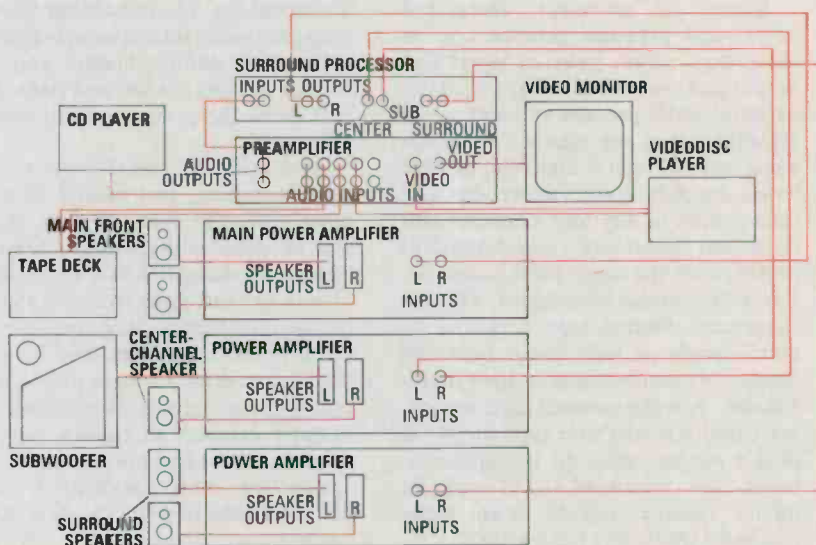 SURROUND PROCESSOR
INPUTS OUTPUTS
L R
SUB
CENTER SURROUND
VIDEO MONITOR
CD PLAYER
PREAMPLIFIER
VIDEO
OUT
AUDIO
OUTPUTS
AUDIO INPUTS
VIDEO
IN
VIDEODISC
PLAYER
MAIN FRONT
SPEAKERS
TAPE DECK
MAIN POWER AMPLIFIER
SPEAKER
OUTPUTS
L R
L R
INPUTS
CENTER-
CHANNEL
SPEAKER
SUBWOOFER
POWER AMPLIFIER
SPEAKER
OUTPUTS
L R
L R
INPUTS
SURROUND
SPEAKERS
POWER AMPLIFIER
SPEAKER
OUTPUTS
L R
L R
INPUTS